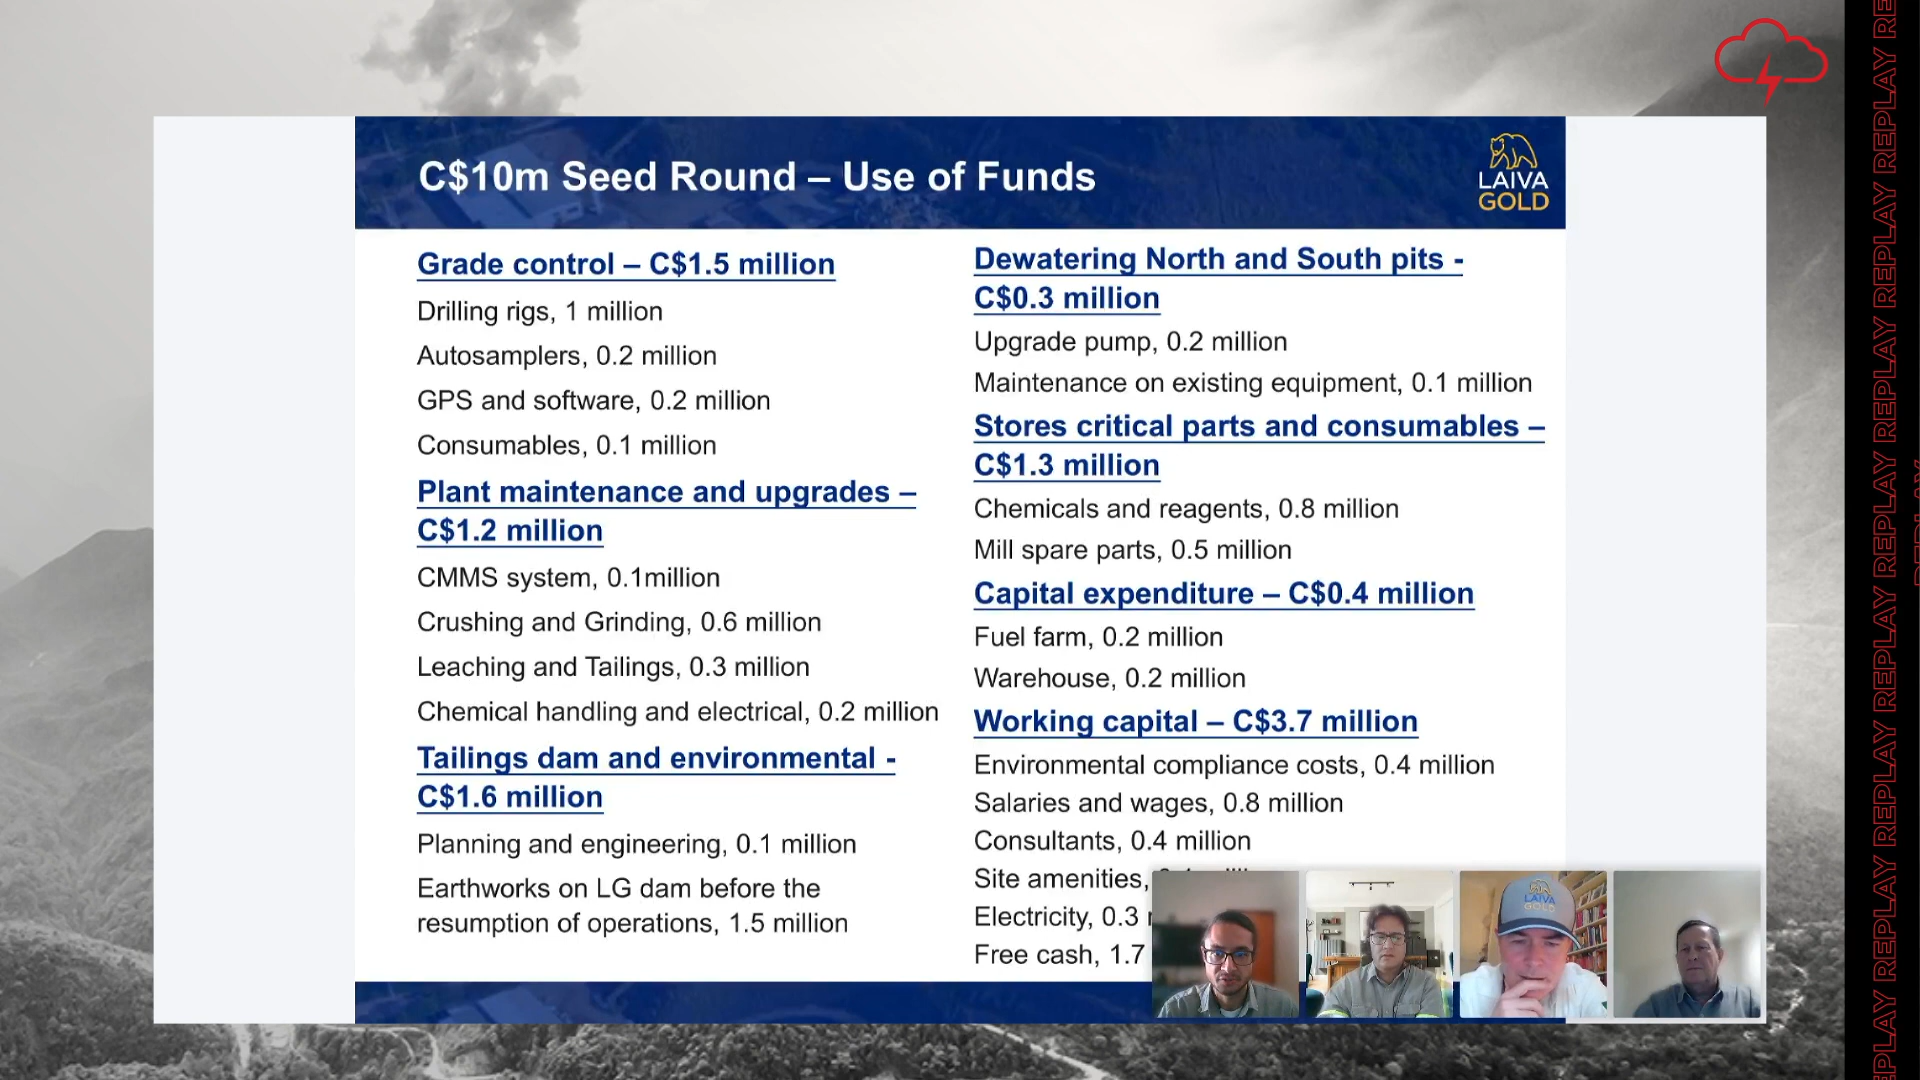 C$10m Seed Round – Use of Funds
LAIVA
GOLD
Grade control – C$1.5 million
Drilling rigs, 1 million
Autosamplers, 0.2 million
GPS and software, 0.2 million
Consumables, 0.1 million
Plant maintenance and upgrades –
C$1.2 million
CMMS system, 0.1million
Crushing and Grinding, 0.6 million
Leaching and Tailings, 0.3 million
Chemical handling and electrical, 0.2 million
Tailings dam and environmental -
C$1.6 million
Planning and engineering, 0.1 million
Earthworks on LG dam before the
resumption of operations, 1.5 million
Dewatering North and South pits -
C$0.3 million
Upgrade pump, 0.2 million
Maintenance on existing equipment, 0.1 million
Stores critical parts and consumables –
C$1.3 million
Chemicals and reagents, 0.8 million
Mill spare parts, 0.5 million
Capital expenditure – C$0.4 million
Fuel farm, 0.2 million
Warehouse, 0.2 million
Working capital – C$3.7 million
Environmental compliance costs, 0.4 million
Salaries and wages, 0.8 million
Consultants, 0.4 million
Site amenities,
Electricity, 0.3
Free cash, 1.7
LAIVA
GOLD
REPLAY REPLAY REPLAY REPLAY REPLAY REPLAY REPLAY
REPLAY